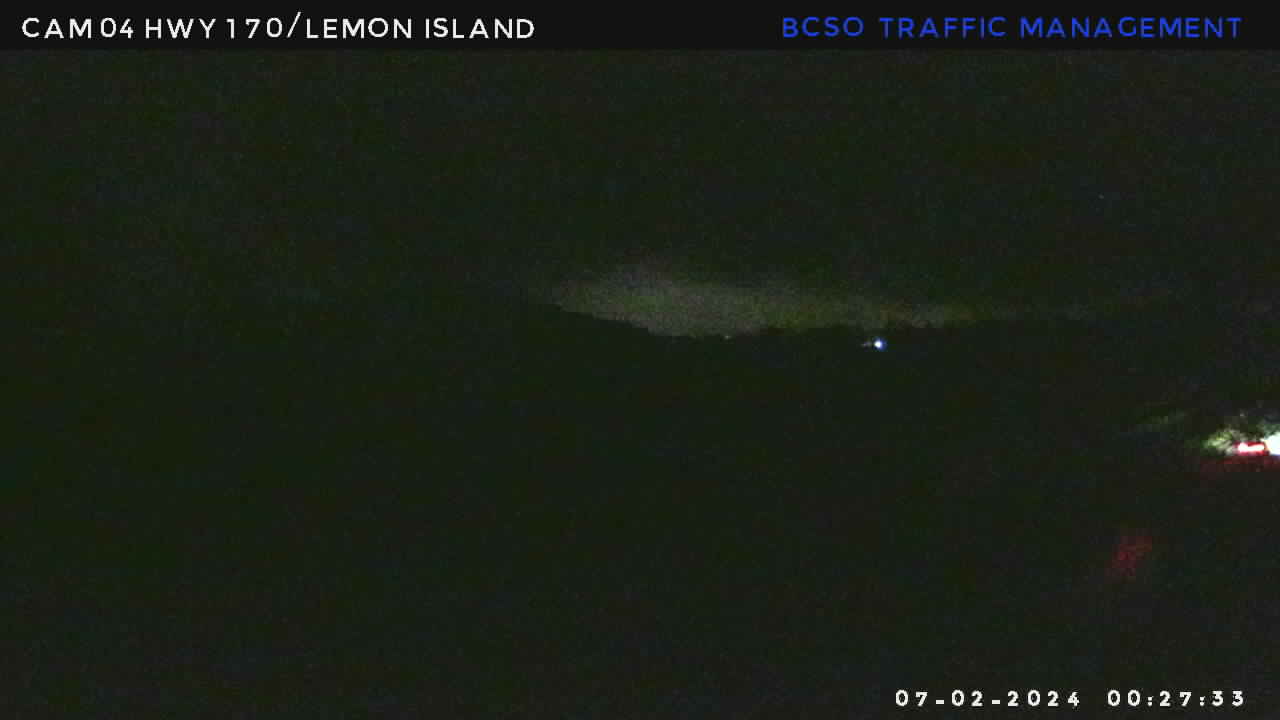 CAM04 HWY 170/LEMON ISLAND
BCSO TRAFFIC MANAGEMENT
07-02-2024 00:27:33